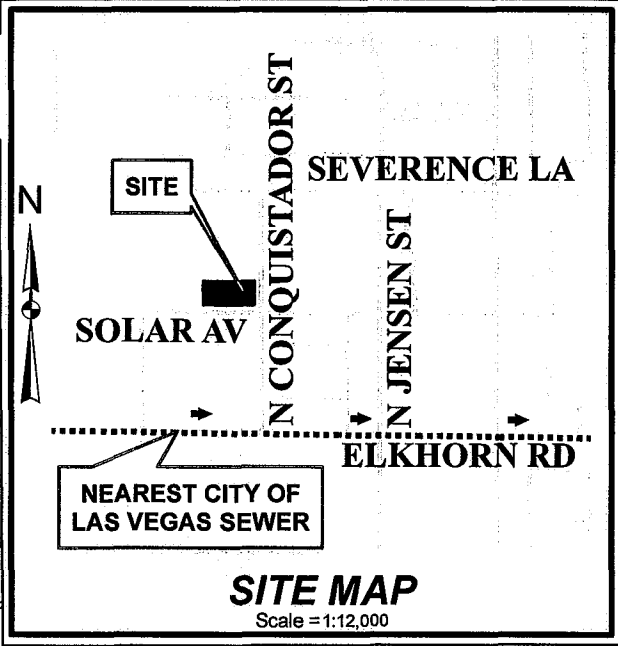 N CONQUISTADOR ST
SEVERENCE LA
SITE
N
N JENSEN ST
SOLAR AV
ELKHORN RD
NEAREST CITY OF
LAS VEGAS SEWER
SITE MAP
Scale = 1:12,000